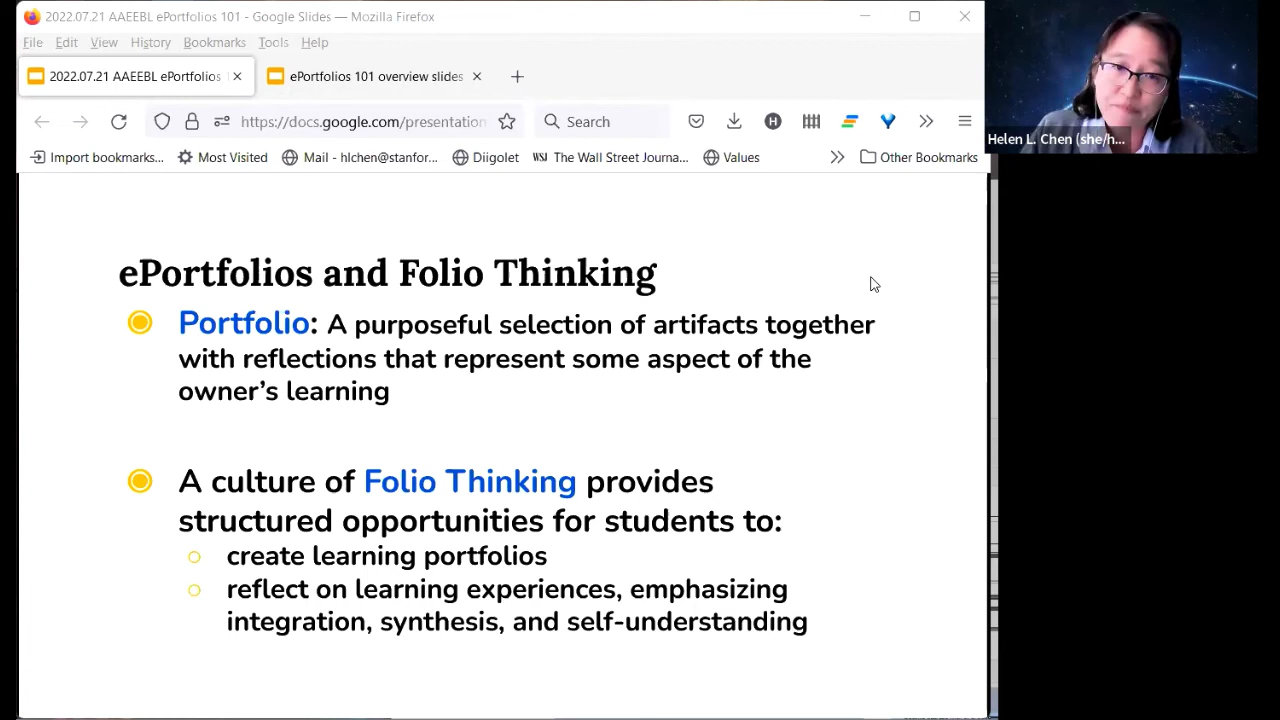 2022.07.21 AAEEBL ePortfolios 101 - Google Slides — Mozilla Firefox
File Edit View History Bookmarks Tools Help
2022.07.21 AAEEBL ePortfolios
ePortfolios 101 overview slides
https://docs.google.com/presentation
Search
Import bookmarks...
Most Visited
Mail - hlchen@stanfor...
Diigolet
WSJ
The Wall Street Journa...
Values
Other Bookmarks
Helen L. Chen (she/h...
ePortfolios and Folio Thinking
Portfolio: A purposeful selection of artifacts together
with reflections that represent some aspect of the
owner’s learning
A culture of Folio Thinking provides
structured opportunities for students to:
create learning portfolios
reflect on learning experiences, emphasizing
integration, synthesis, and self-understanding